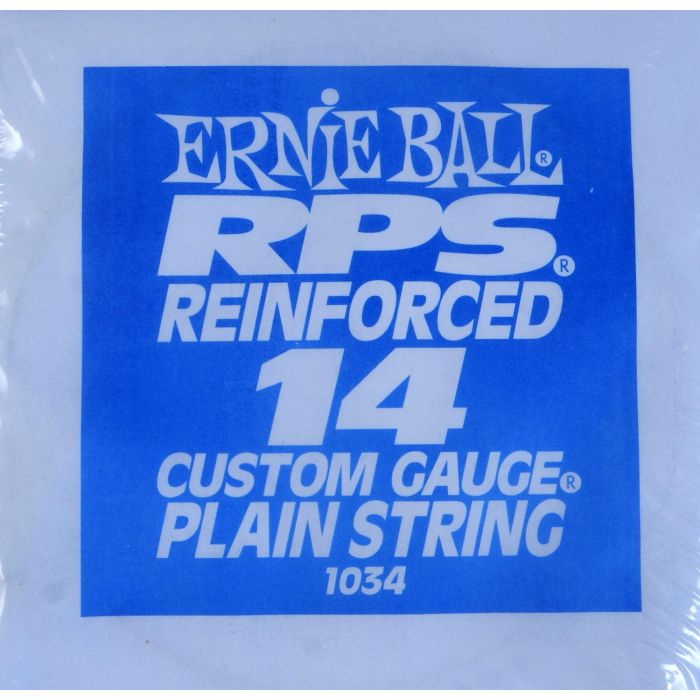 ERNiE BALL®
RPS®
REINFORCED
14
CUSTOM GAUGE®
PLAIN STRING
1034